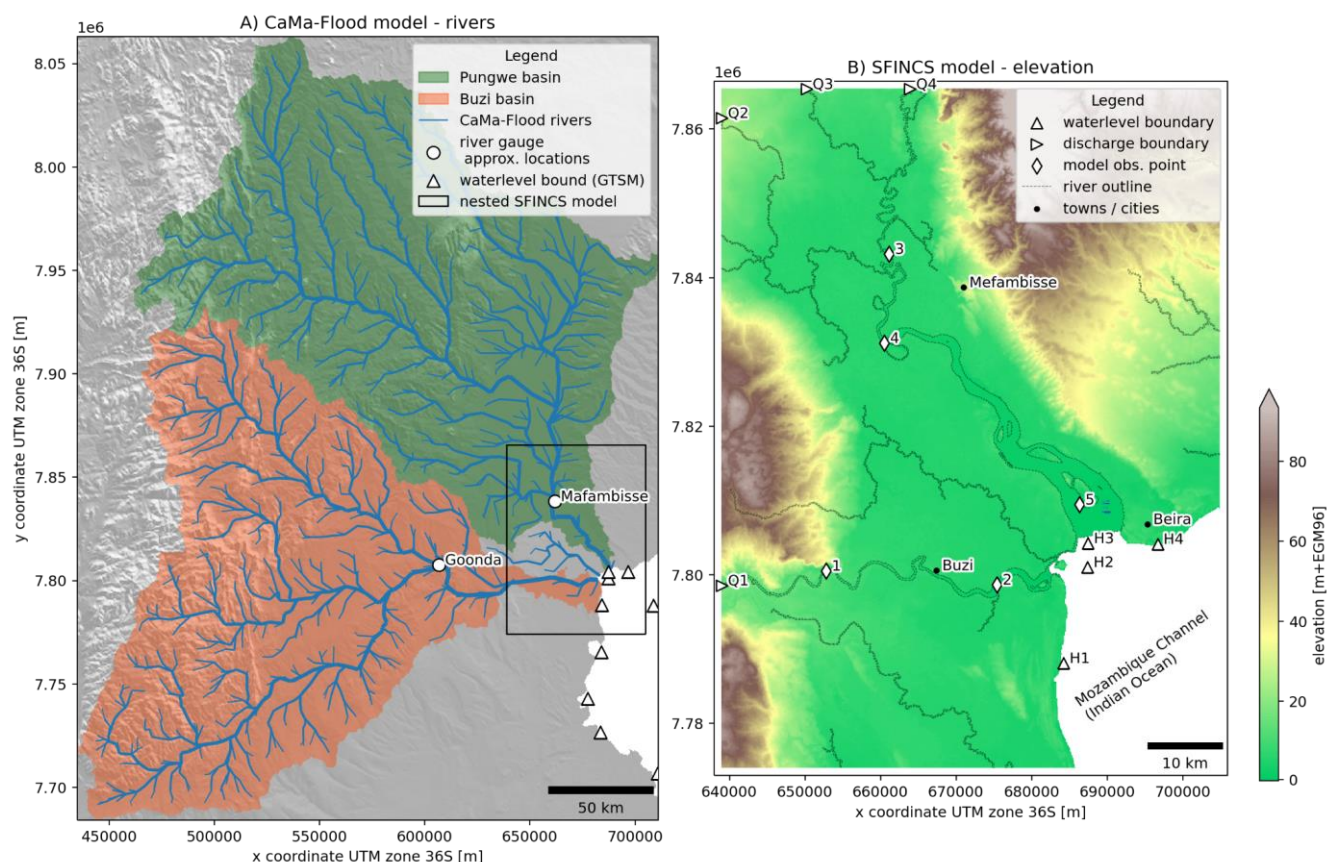 A) CaMa-Flood model - rivers
1e6
8.05
8.00
7.95
7.90
7.85
7.80
7.75
7.70
y coordinate UTM zone 36S [m]
Legend
Pungwe basin
Buzi basin
CaMa-Flood rivers
river gauge
approx. locations
waterlevel bound (GTSM)
nested SFINCS model
Mafambisse
Goonda
50 km
450000 500000 550000 600000 650000 700000
x coordinate UTM zone 36S [m]
B) SFINCS model - elevation
1e6
7.86
7.84
7.82
7.80
7.78
Legend
waterlevel boundary
discharge boundary
model obs. point
river outline
towns / cities
Q3
Q4
Q2
3
Mefambisse
4
5
Beira
H3
H4
H2
1
Buzi
2
Q1
H1
Mozambique Channel
(Indian Ocean)
10 km
640000 650000 660000 670000 680000 690000 700000
x coordinate UTM zone 36S [m]
80
60
40
20
0
elevation [m+EGM96]